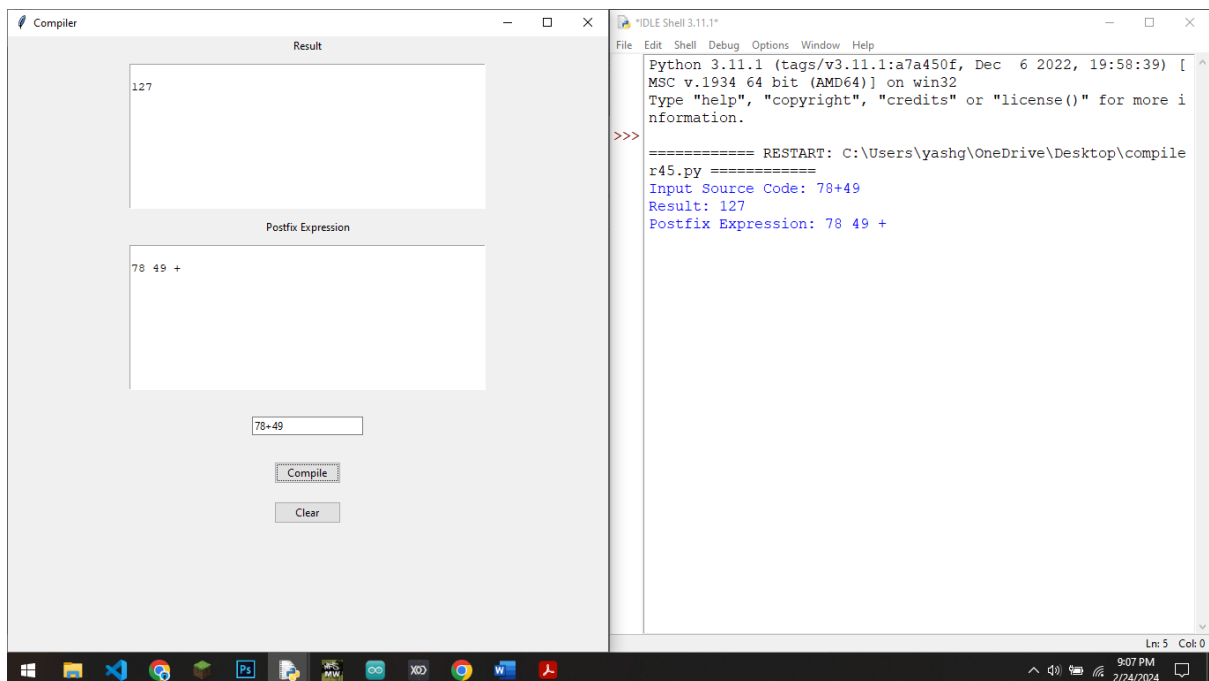 Compiler
Result
127
Postfix Expression
78 49 +
78+49
Compile
Clear
*IDLE Shell 3.11.1*
File Edit Shell Debug Options Window Help
Python 3.11.1 (tags/v3.11.1:a7a450f, Dec  6 2022, 19:58:39) [
MSC v.1934 64 bit (AMD64)] on win32
Type "help", "copyright", "credits" or "license()" for more i
nformation.
>>>
============ RESTART: C:\Users\yashg\OneDrive\Desktop\compile
r45.py ============
Input Source Code: 78+49
Result: 127
Postfix Expression: 78 49 +
Ln: 5 Col: 0
Ps
W
9:07 PM
2/24/2024